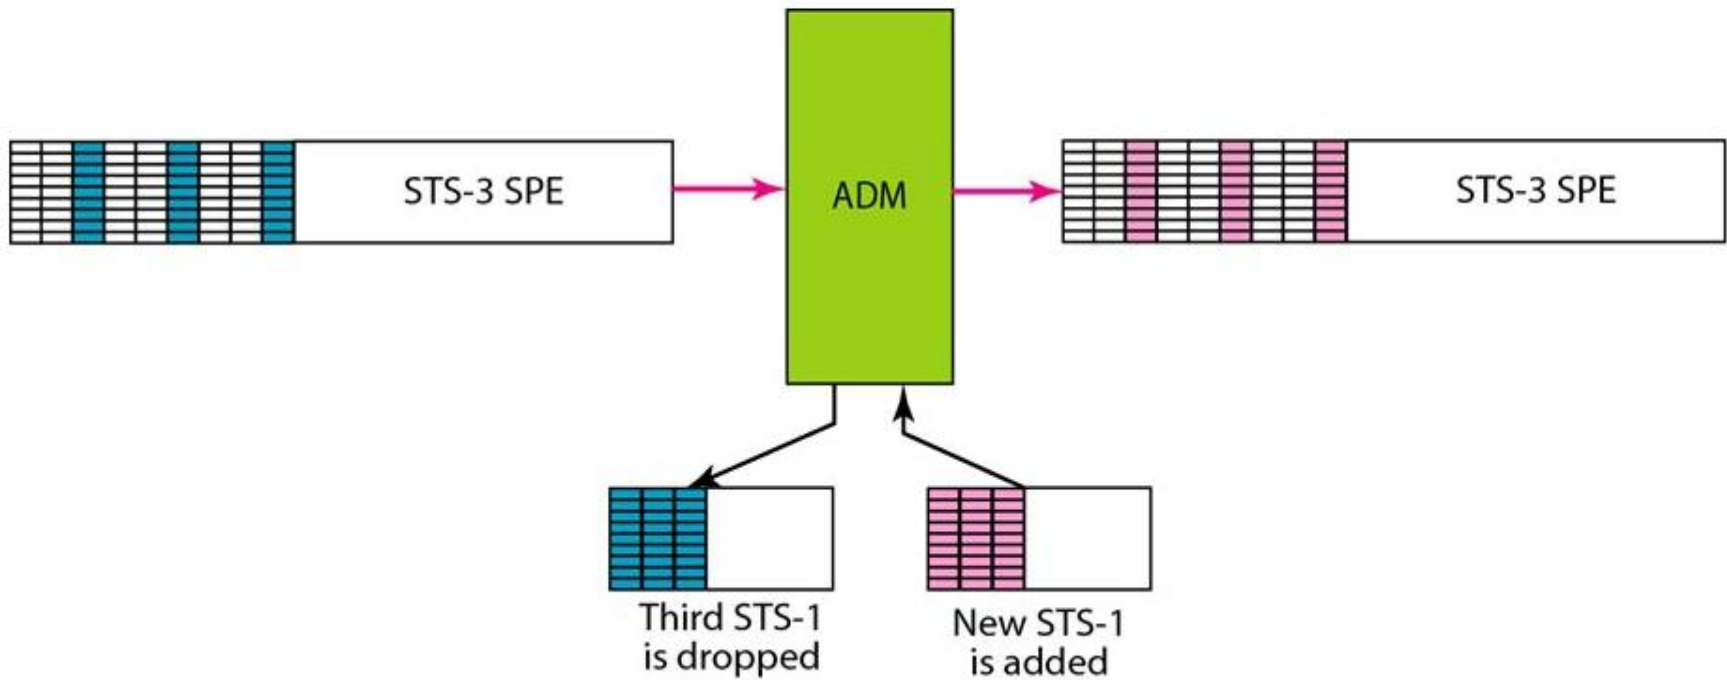 STS-3 SPE
ADM
STS-3 SPE
Third STS-1
is dropped
New STS-1
is added